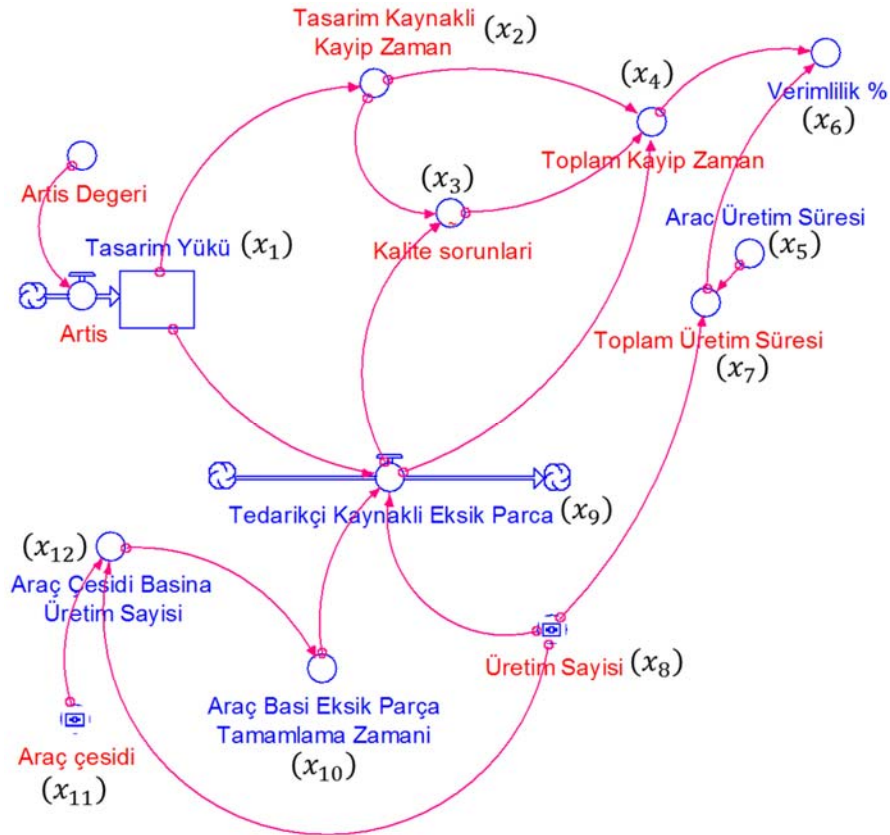 Tasarim Kaynakli (x₂)
Kayip Zaman
(x₄)
Verimlilik %
(x₆)
Artis Degeri
(x₃)
Toplam Kayip Zaman
Tasarim Yükü (x₁)
Kalite sorunlari
Arac Üretim Süresi
(x₅)
Artis
Toplam Üretim Süresi
(x₇)
Tedarikçi Kaynakli Eksik Parca (x₉)
(x₁₂)
Araç Çesidi Basina
Üretim Sayisi
Üretim Sayisi (x₈)
Araç Basi Eksik Parça
Tamamlama Zamani
(x₁₀)
Araç çesidi
(x₁₁)